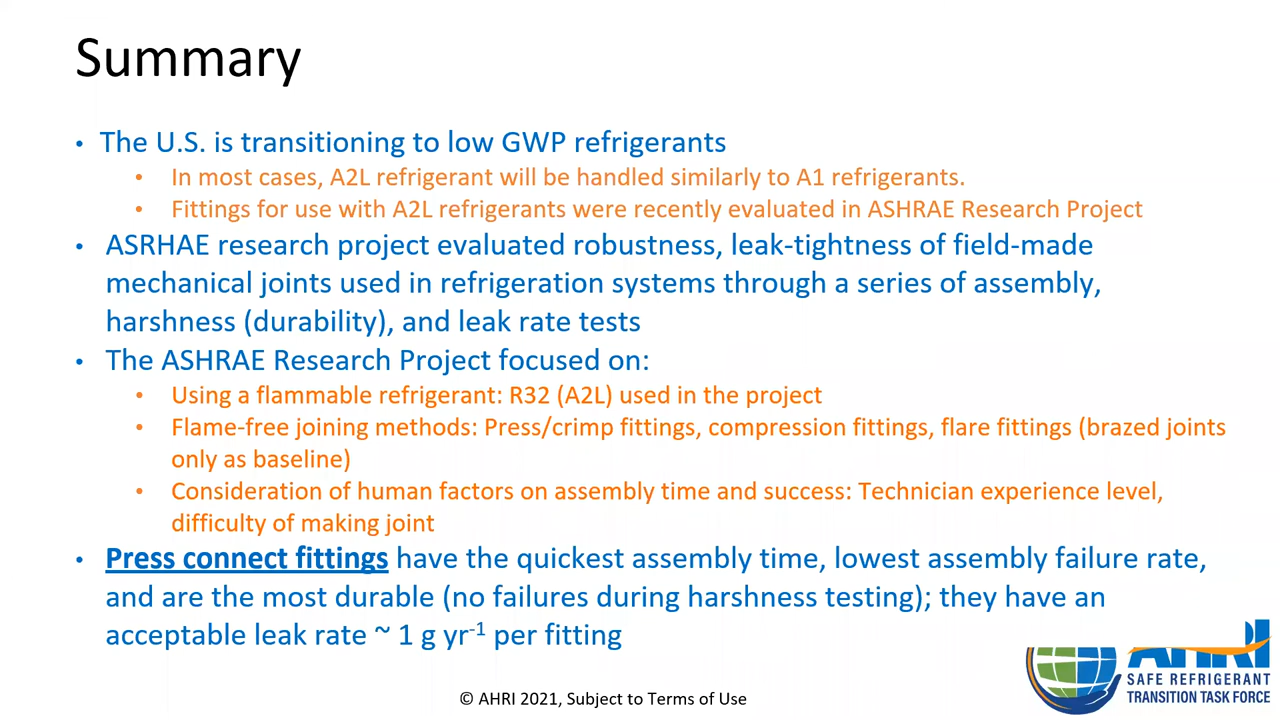 Summary
• The U.S. is transitioning to low GWP refrigerants
• In most cases, A2L refrigerant will be handled similarly to A1 refrigerants.
• Fittings for use with A2L refrigerants were recently evaluated in ASHRAE Research Project
• ASRHAE research project evaluated robustness, leak-tightness of field-made
mechanical joints used in refrigeration systems through a series of assembly,
harshness (durability), and leak rate tests
• The ASHRAE Research Project focused on:
• Using a flammable refrigerant: R32 (A2L) used in the project
• Flame-free joining methods: Press/crimp fittings, compression fittings, flare fittings (brazed joints
only as baseline)
• Consideration of human factors on assembly time and success: Technician experience level,
difficulty of making joint
• Press connect fittings have the quickest assembly time, lowest assembly failure rate,
and are the most durable (no failures during harshness testing); they have an
acceptable leak rate ~ 1 g yr⁻¹ per fitting
© AHRI 2021, Subject to Terms of Use
AHRI
SAFE REFRIGERANT
TRANSITION TASK FORCE